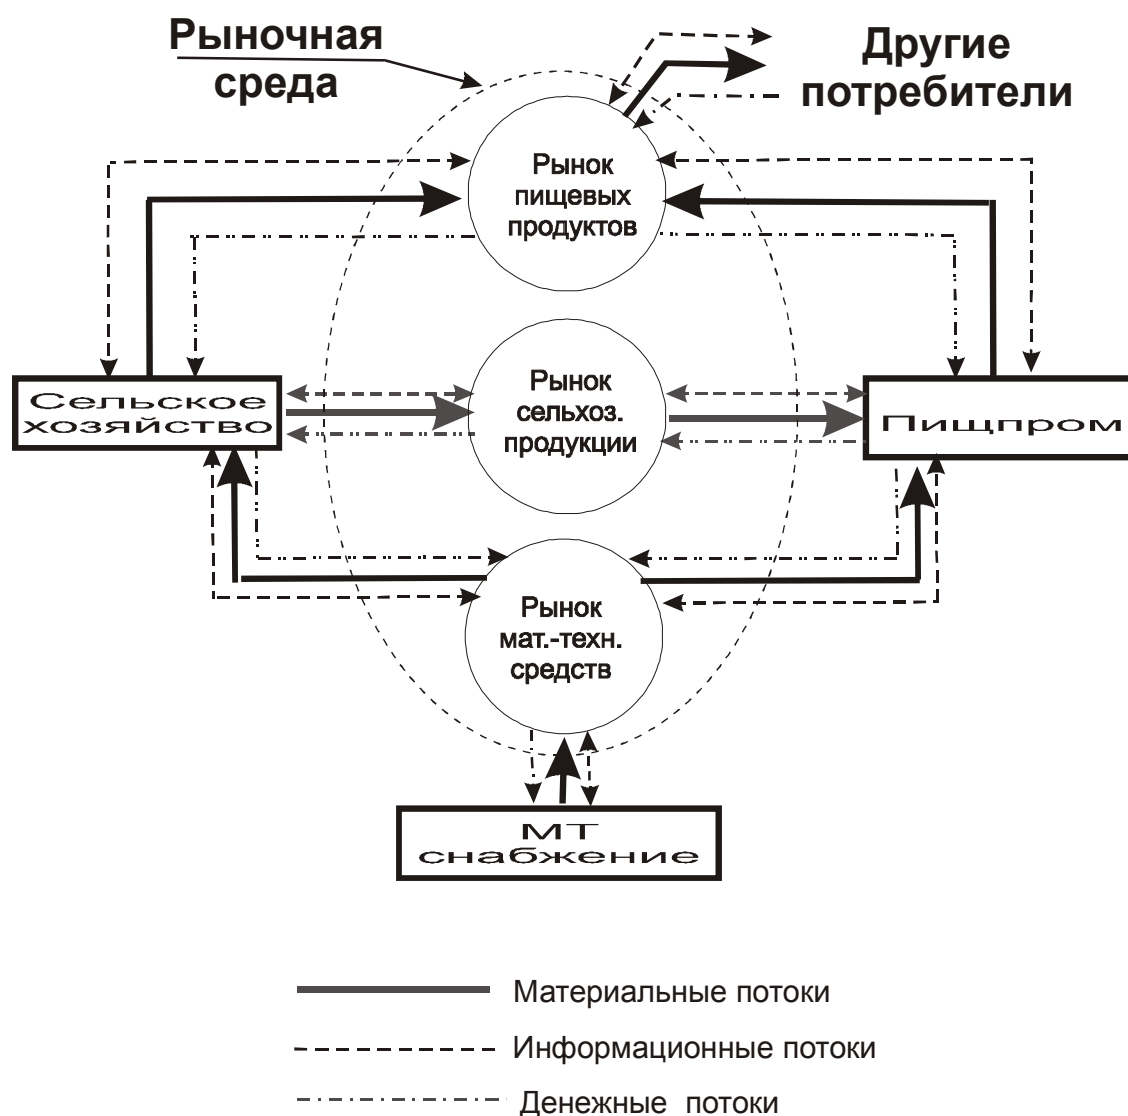 Рыночная
среда
Другие
потребители
Рынок
пищевых
продуктов
Сельское
хозяйство
Рынок
сельхоз.
продукции
Пищпром
Рынок
мат.-техн.
средств
МТ
снабжение
Материальные потоки
Информационные потоки
Денежные потоки